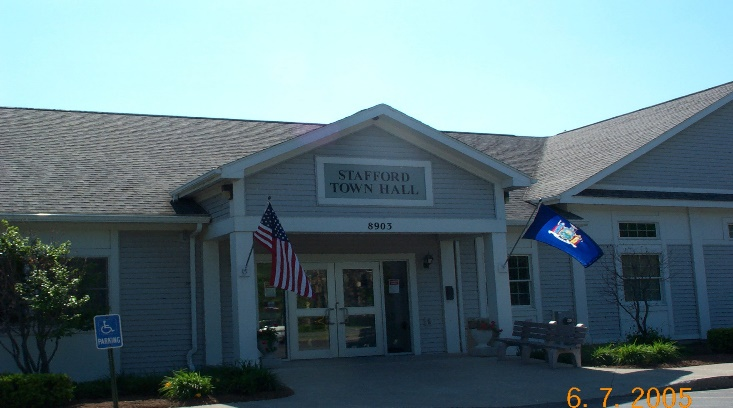 STAFFORD
TOWN HALL
8903
PARKING
6. 7. 2005